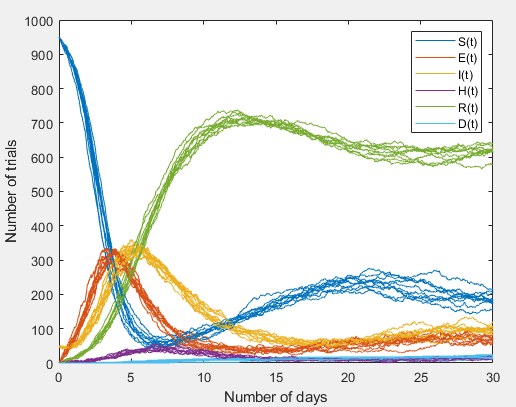 1000
900
800
700
600
500
400
300
200
100
0
Number of trials
0
5
10
15
20
25
30
Number of days
S(t)
E(t)
I(t)
H(t)
R(t)
D(t)